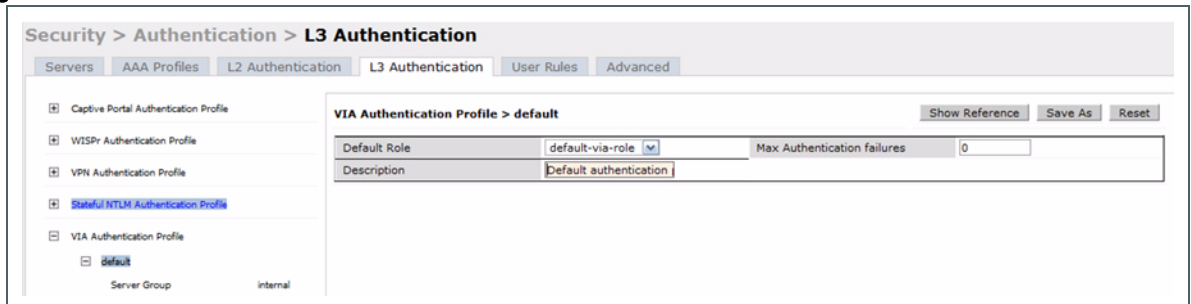 Security > Authentication > L3 Authentication
Servers AAA Profiles L2 Authentication L3 Authentication User Rules Advanced
Captive Portal Authentication Profile
WISPr Authentication Profile
VPN Authentication Profile
Stateful NTLM Authentication Profile
VIA Authentication Profile
default
Server Group internal
VIA Authentication Profile > default Show Reference Save As Reset
Default Role default-via-role Max Authentication failures 0
Description Default authentication